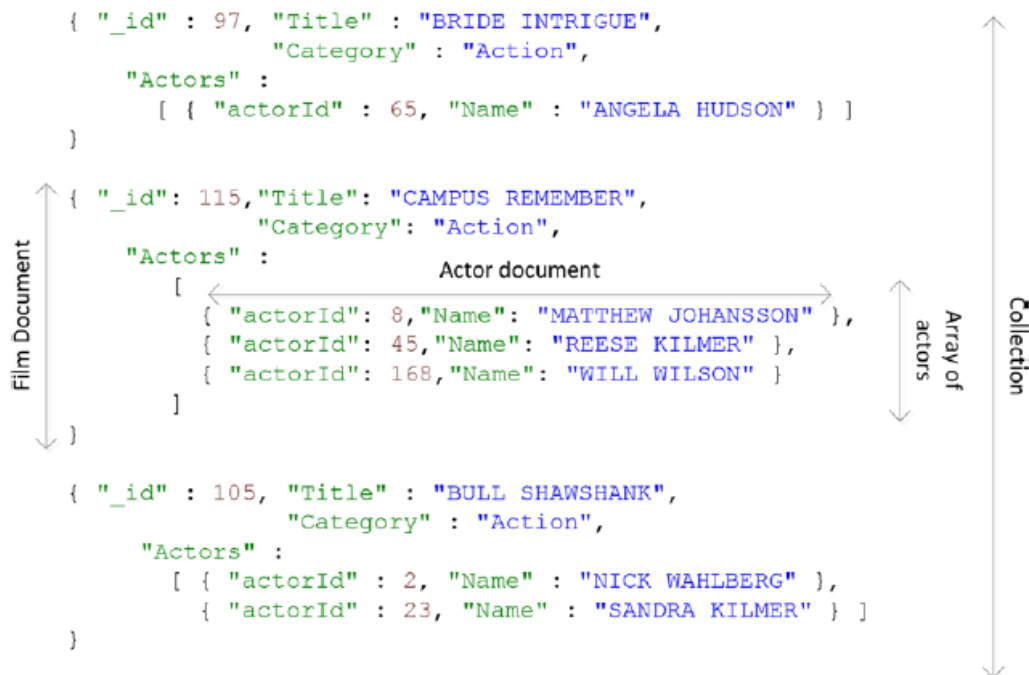 { "_id" : 97, "Title" : "BRIDE INTRIGUE",
"Category" : "Action",
"Actors" :
[ { "actorId" : 65, "Name" : "ANGELA HUDSON" } ]
}
{ "_id": 115,"Title": "CAMPUS REMEMBER",
"Category": "Action",
"Actors" :
Actor document
[
{ "actorId": 8,"Name": "MATTHEW JOHANSSON" },
{ "actorId": 45,"Name": "REESE KILMER" },
{ "actorId": 168,"Name": "WILL WILSON" }
]
}
Film Document
Array of
actors
Collection
{ "_id" : 105, "Title" : "BULL SHAWSHANK",
"Category" : "Action",
"Actors" :
[ { "actorId" : 2, "Name" : "NICK WAHLBERG" },
{ "actorId" : 23, "Name" : "SANDRA KILMER" } ]
}